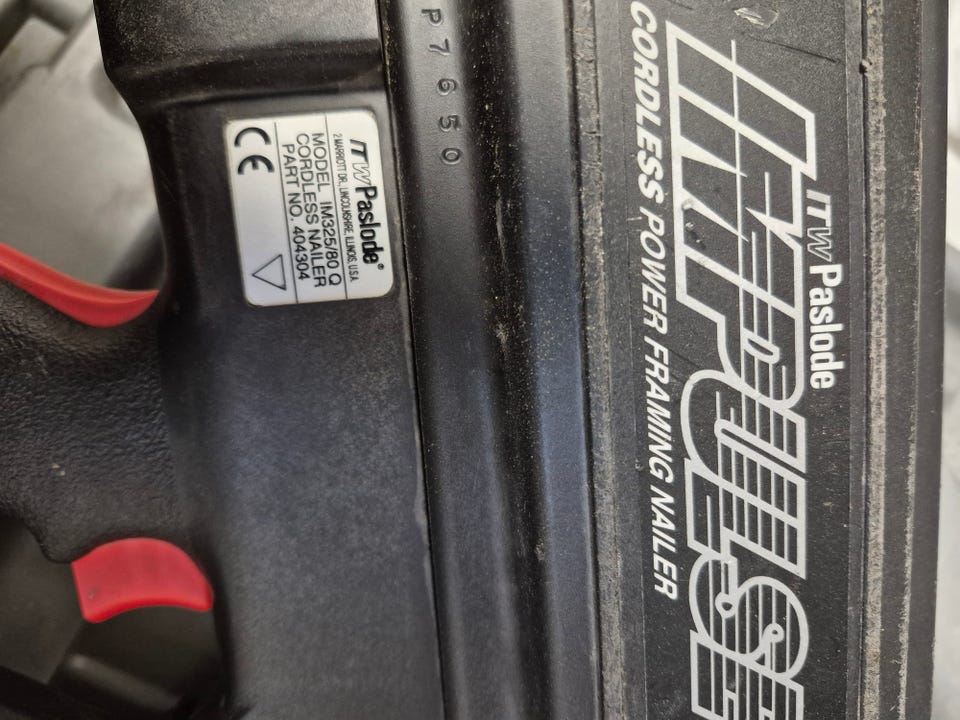 P7650
ITW Paslode®
2 MARRIOTT DR., LINCOLNSHIRE, ILLINOIS, U.S.A.
MODEL IM325/80 Q
CORDLESS NAILER
PART NO. 404304
CE
ITW Paslode
IMPULSE
CORDLESS POWER FRAMING NAILER